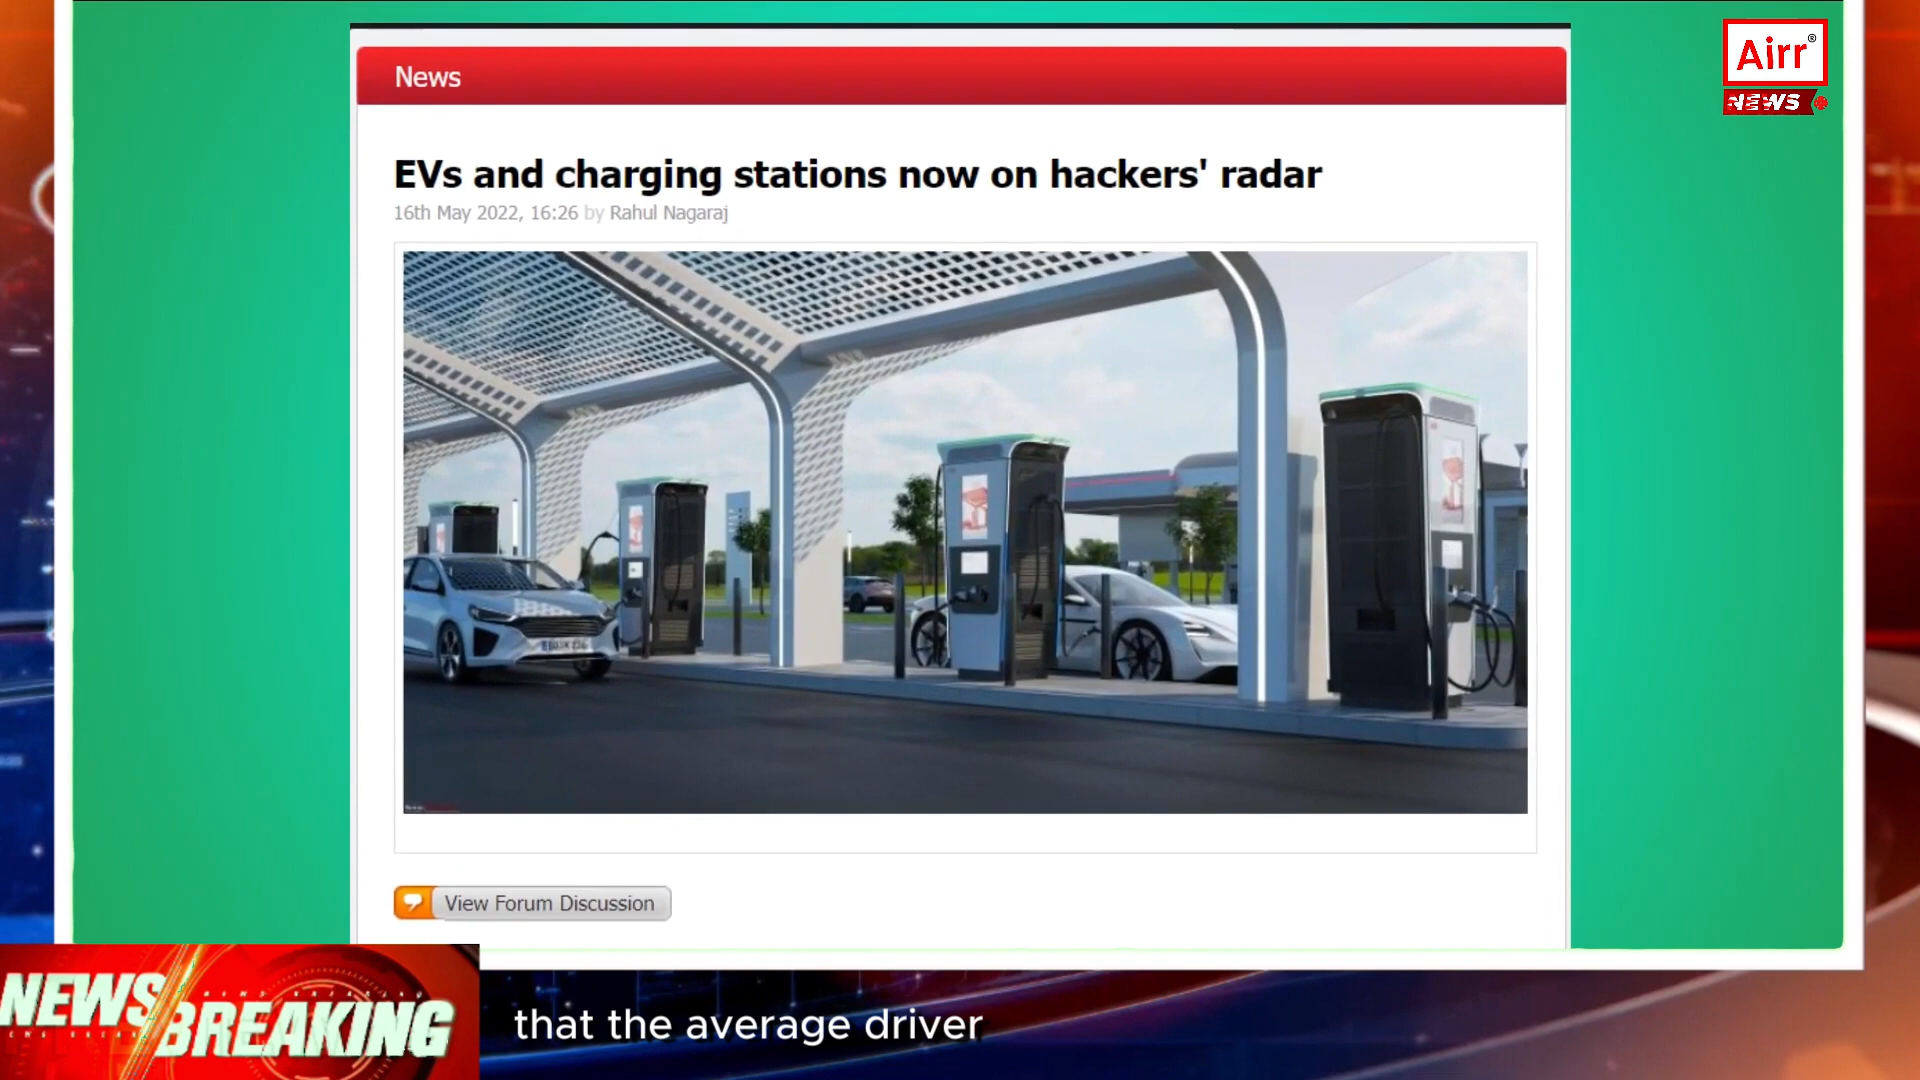 Airr®
NEWS
News
EVs and charging stations now on hackers' radar
16th May 2022, 16:26 by Rahul Nagaraj
View Forum Discussion
NEWS
BREAKING
that the average driver